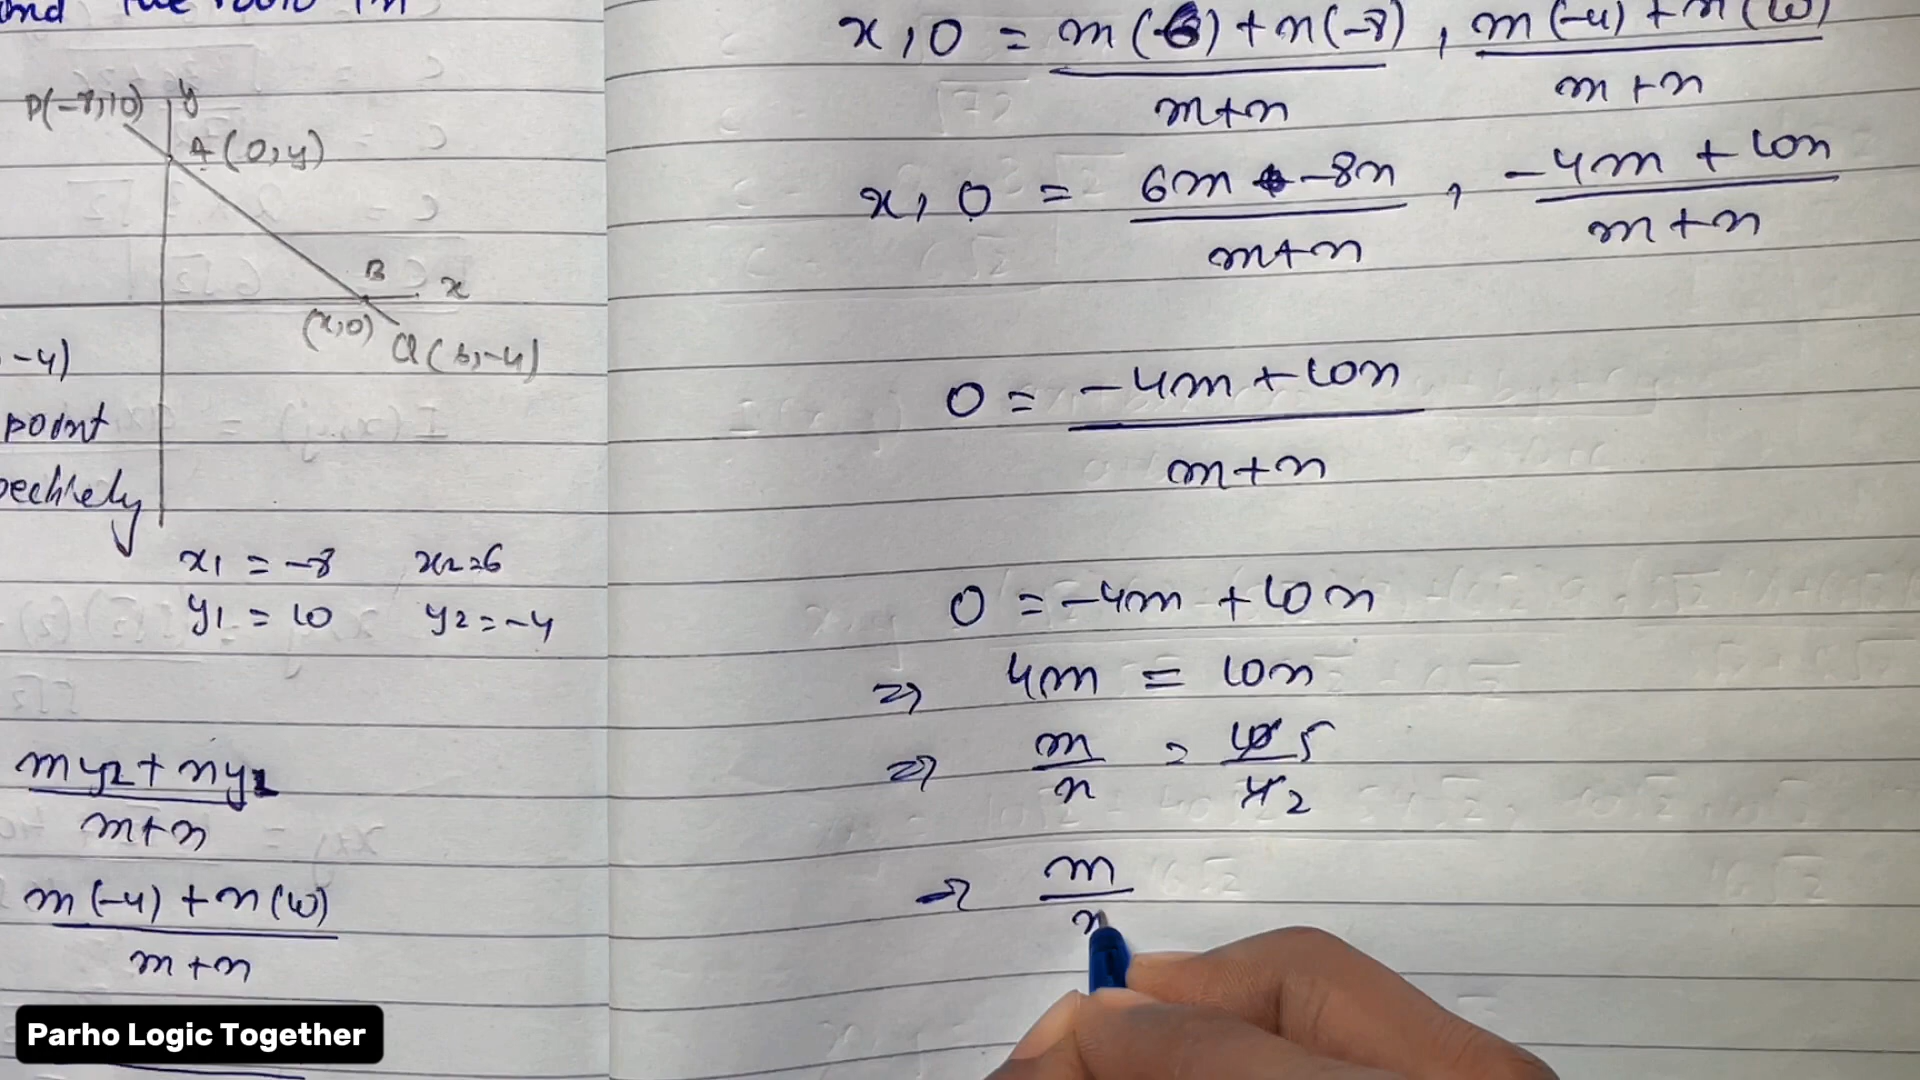 P(-8,10) y
A (0,y)
B x
(x,0)
Q (6,-4)
-4)
point
x1 = -8 x2=6
y1 = 10 y2=-4
my2 + ny1
m+n
m(-4) + n(10)
m+n
x, 0 = m(6) + n(-8) , m(-4) + n(10)
m+n m+n
x, 0 = 6m -8n , -4m + 10n
m+n m+n
0 = -4m + 10n
m+n
0 = -4m + 10n
⇒ 4m = 10n
⇒ m = 10 5
n 4 2
⇒ m
n
Parho Logic Together